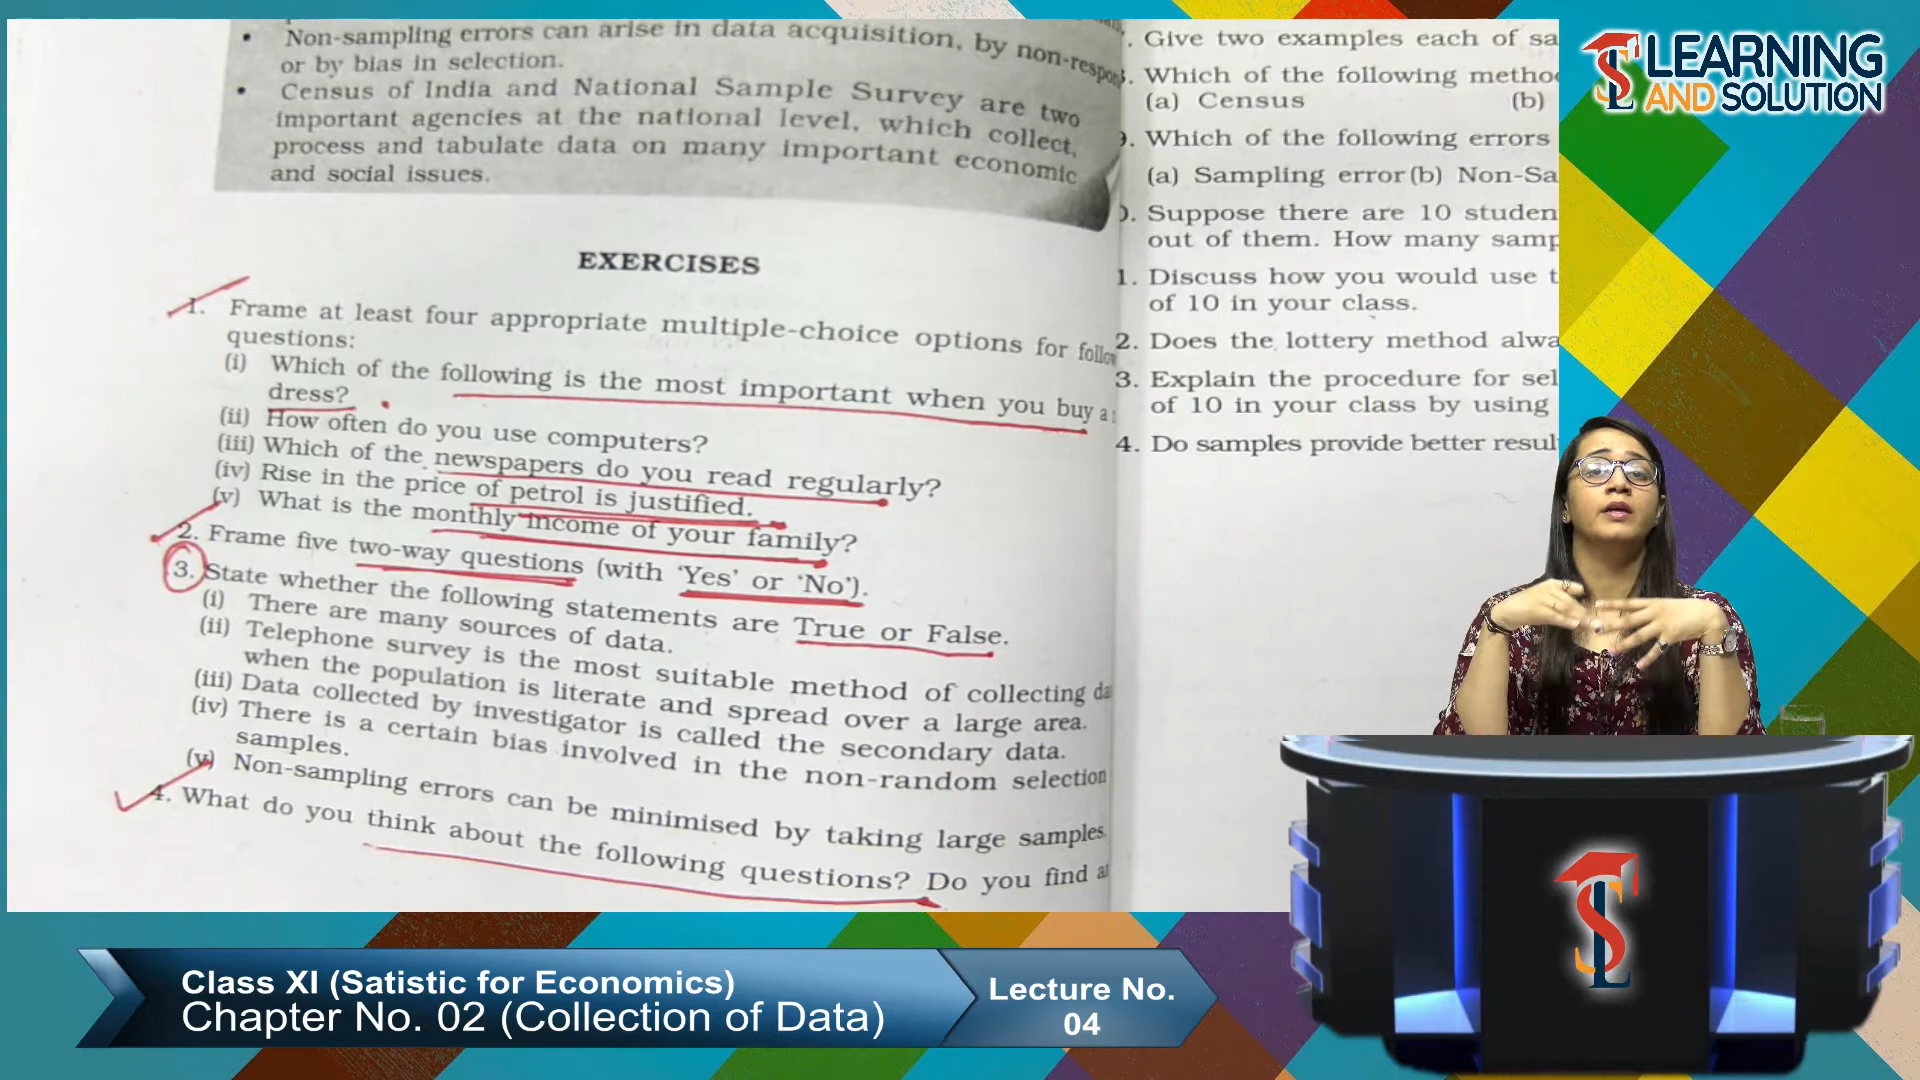 Non-sampling errors can arise in data acquisition, by non-respon
or by bias in selection.
Census of India and National Sample Survey are two
important agencies at the national level, which collect,
process and tabulate data on many important economic
and social issues.
EXERCISES
1. Frame at least four appropriate multiple-choice options for follow
questions:
(i) Which of the following is the most important when you buy a
dress?
(ii) How often do you use computers?
(iii) Which of the newspapers do you read regularly?
(iv) Rise in the price of petrol is justified.
(v) What is the monthly income of your family?
2. Frame five two-way questions (with ‘Yes’ or ‘No’).
3. State whether the following statements are True or False.
(i) There are many sources of data.
(ii) Telephone survey is the most suitable method of collecting da
when the population is literate and spread over a large area.
(iii) Data collected by investigator is called the secondary data.
(iv) There is a certain bias involved in the non-random selection
samples.
(v) Non-sampling errors can be minimised by taking large samples.
4. What do you think about the following questions? Do you find a
. Give two examples each of sa
. Which of the following metho
(a) Census (b)
9. Which of the following errors
(a) Sampling error (b) Non-Sa
0. Suppose there are 10 studen
out of them. How many samp
1. Discuss how you would use t
of 10 in your class.
2. Does the lottery method alwa
3. Explain the procedure for sel
of 10 in your class by using
4. Do samples provide better resul
LEARNING
AND SOLUTION
Class XI (Satistic for Economics)
Chapter No. 02 (Collection of Data)
Lecture No.
04